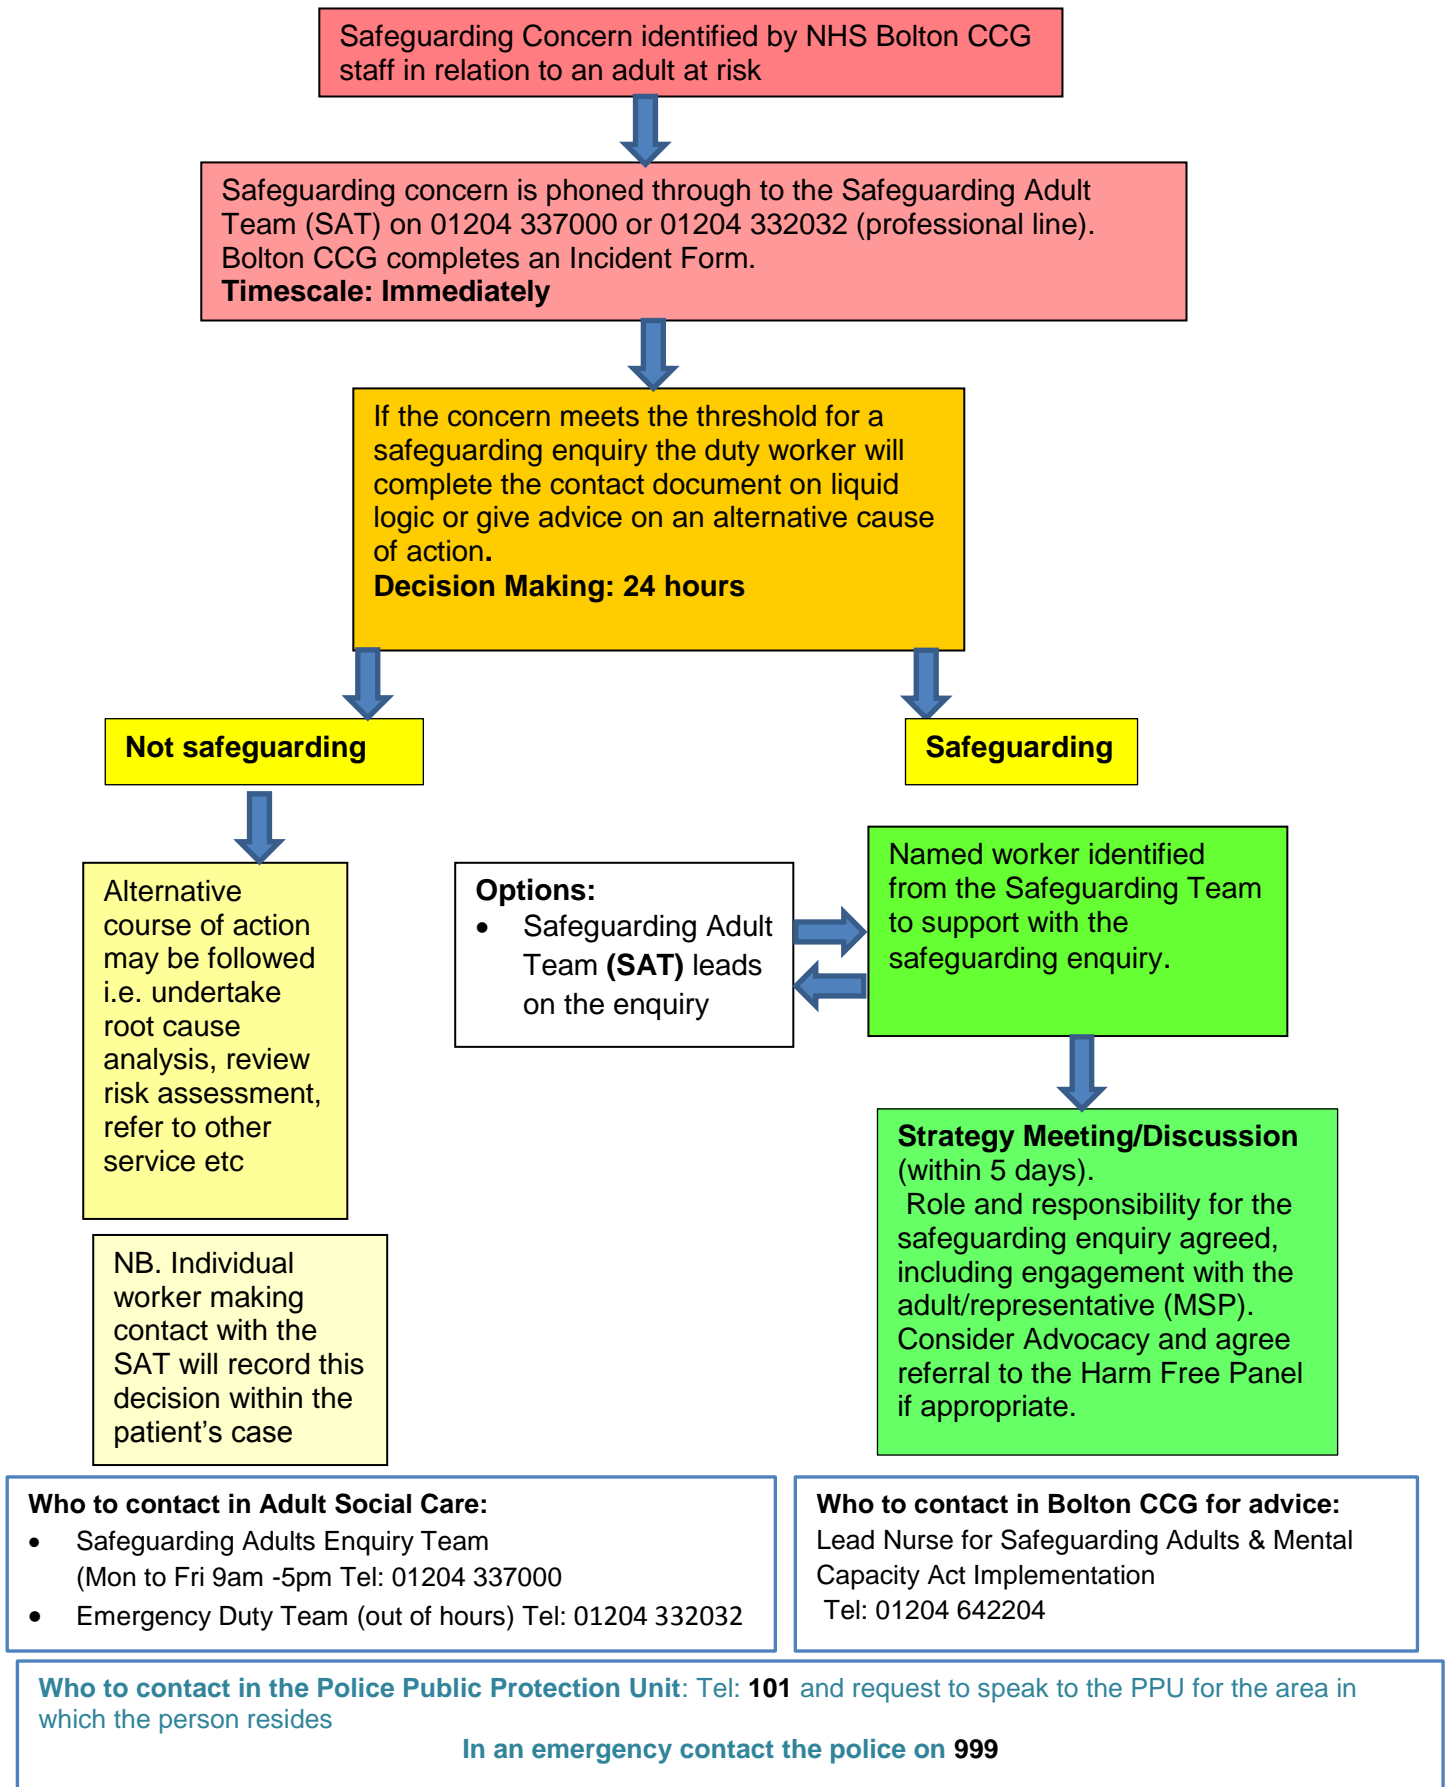 Safeguarding Concern identified by NHS Bolton CCG
staff in relation to an adult at risk
Safeguarding concern is phoned through to the Safeguarding Adult
Team (SAT) on 01204 337000 or 01204 332032 (professional line).
Bolton CCG completes an Incident Form.
Timescale: Immediately
If the concern meets the threshold for a
safeguarding enquiry the duty worker will
complete the contact document on liquid
logic or give advice on an alternative cause
of action.
Decision Making: 24 hours
Not safeguarding
Safeguarding
Alternative
course of action
may be followed
i.e. undertake
root cause
analysis, review
risk assessment,
refer to other
service etc
NB. Individual
worker making
contact with the
SAT will record this
decision within the
patient's case
Options:
• Safeguarding Adult
Team (SAT) leads
on the enquiry
Named worker identified
from the Safeguarding Team
to support with the
safeguarding enquiry.
Strategy Meeting/Discussion
(within 5 days).
Role and responsibility for the
safeguarding enquiry agreed,
including engagement with the
adult/representative (MSP).
Consider Advocacy and agree
referral to the Harm Free Panel
if appropriate.
Who to contact in Adult Social Care:
• Safeguarding Adults Enquiry Team
(Mon to Fri 9am -5pm Tel: 01204 337000
• Emergency Duty Team (out of hours) Tel: 01204 332032
Who to contact in Bolton CCG for advice:
Lead Nurse for Safeguarding Adults & Mental
Capacity Act Implementation
Tel: 01204 642204
Who to contact in the Police Public Protection Unit: Tel: 101 and request to speak to the PPU for the area in
which the person resides
In an emergency contact the police on 999